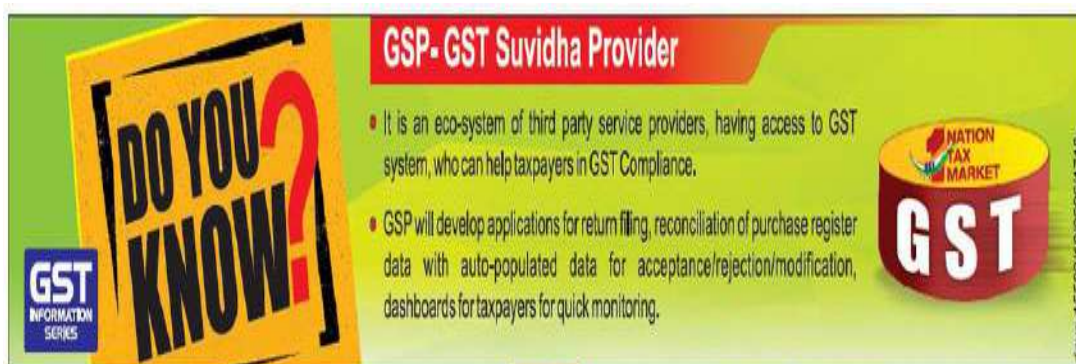 GSP- GST Suvidha Provider
DO YOU
KNOW?
• It is an eco-system of third party service providers, having access to GST
system, who can help taxpayers in GST Compliance.
• GSP will develop applications for return filing, reconciliation of purchase register
data with auto-populated data for acceptance/rejection/modification,
dashboards for taxpayers for quick monitoring.
GST
INFORMATION
SERIES
1 NATION
TAX
MARKET
GST